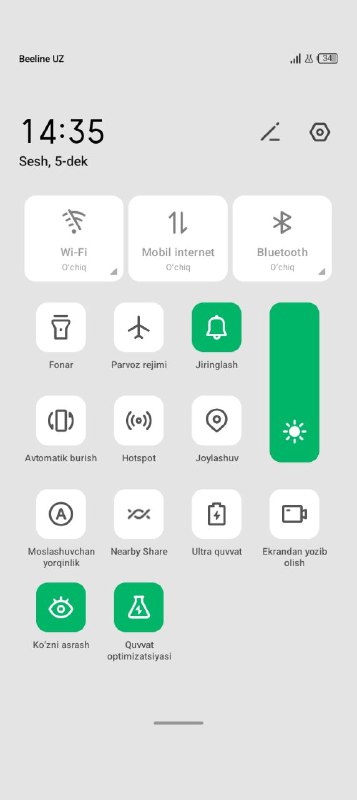 Beeline UZ
34
14:35
Sesh, 5-dek
Wi-Fi
O'chiq
Mobil internet
O'chiq
Bluetooth
O'chiq
Fonar
Parvoz rejimi
Jiringlash
Avtomatik burish
Hotspot
Joylashuv
Moslashuvchan
yorqinlik
Nearby Share
Ultra quvvat
Ekrandan yozib
olish
Ko'zni asrash
Quvvat
optimizatsiyasi